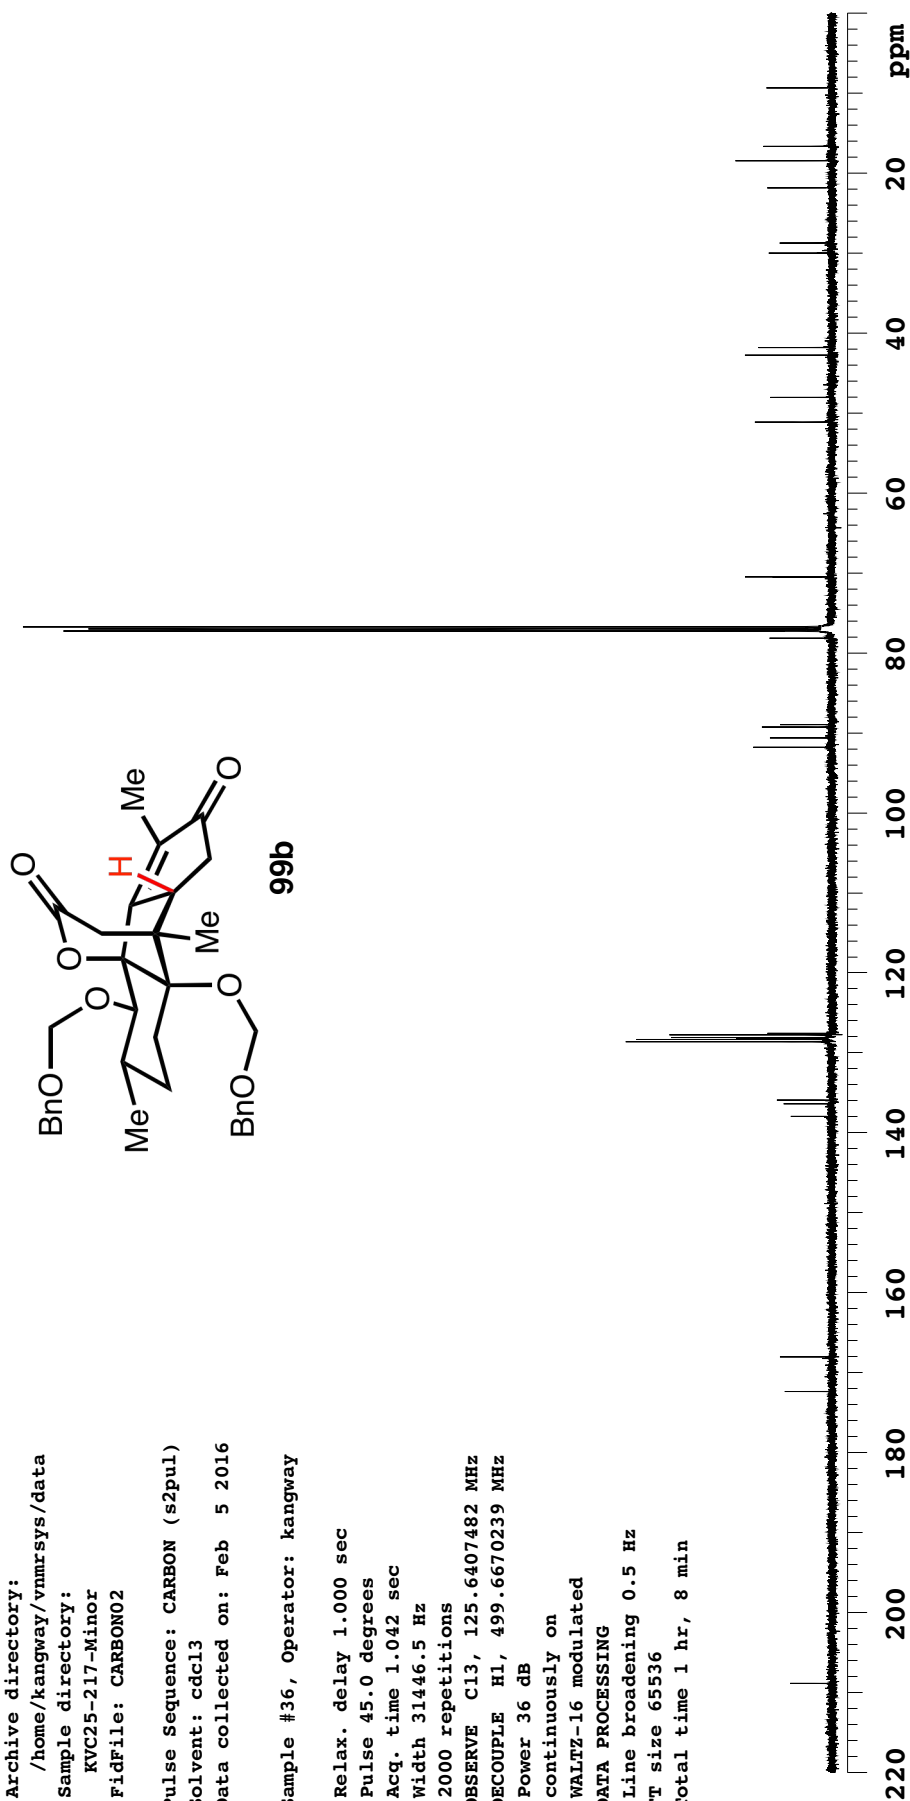 Archive directory:
/home/kangway/vnmrsys/data
Sample directory:
KVC25-217-Minor
FidFile: CARBON02
Pulse Sequence: CARBON (s2pul)
Solvent: cdcl3
Data collected on: Feb 5 2016
Sample #36, Operator: kangway
Relax. delay 1.000 sec
Pulse 45.0 degrees
Acq. time 1.042 sec
Width 31446.5 Hz
2000 repetitions
OBSERVE C13, 125.6407482 MHz
DECOUPLE H1, 499.6670239 MHz
Power 36 dB
continuously on
WALTZ-16 modulated
DATA PROCESSING
Line broadening 0.5 Hz
FT size 65536
Total time 1 hr, 8 min
O
Me
H
O
O
O
BnO
Me
Me
O
BnO
99b
220 200 180 160 140 120 100 80 60 40 20 ppm